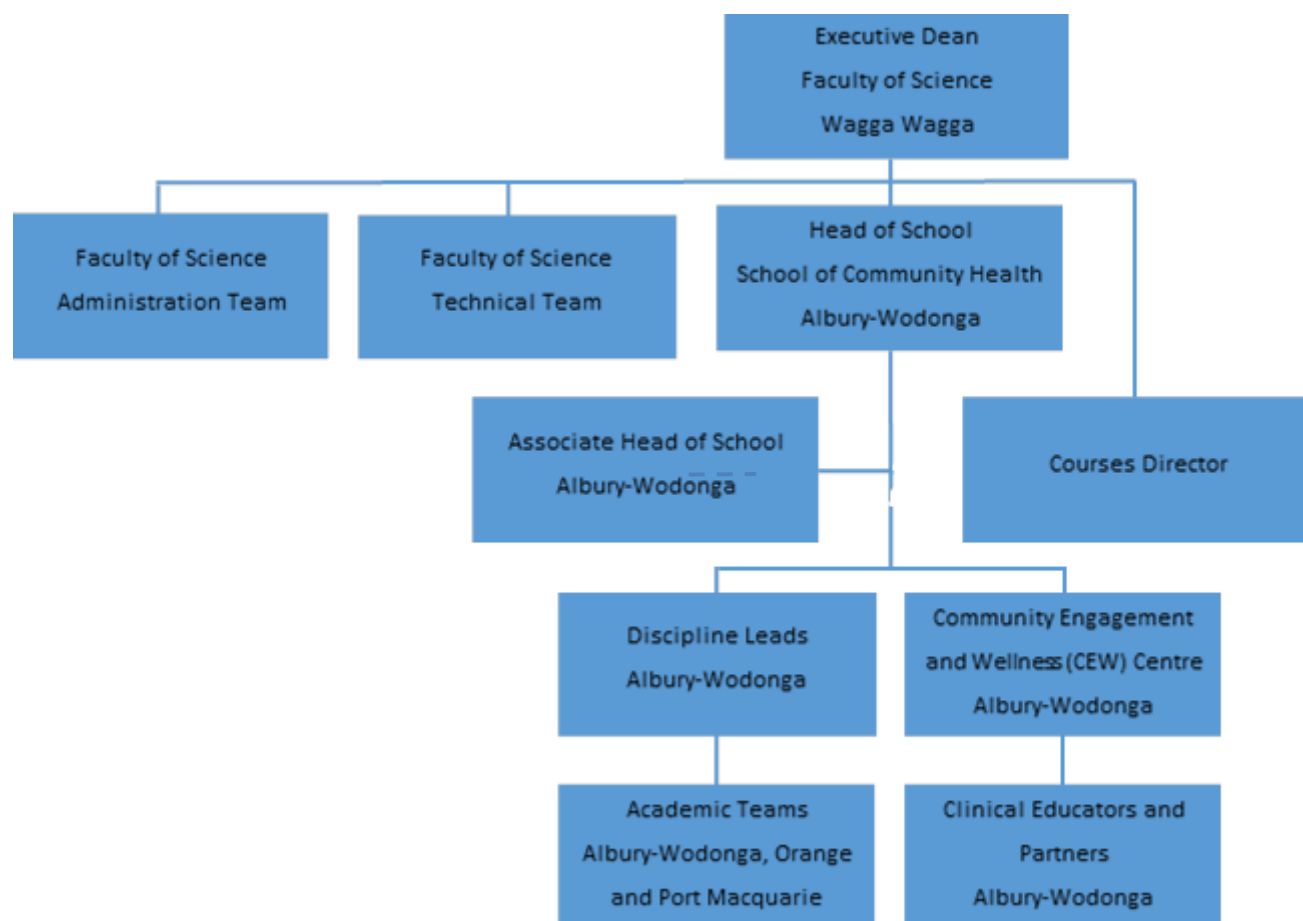 Executive Dean
Faculty of Science
Wagga Wagga
Faculty of Science
Administration Team
Faculty of Science
Technical Team
Head of School
School of Community Health
Albury-Wodonga
Associate Head of School
Albury-Wodonga
Courses Director
Discipline Leads
Albury-Wodonga
Community Engagement
and Wellness (CEW) Centre
Albury-Wodonga
Academic Teams
Albury-Wodonga, Orange
and Port Macquarie
Clinical Educators and
Partners
Albury-Wodonga